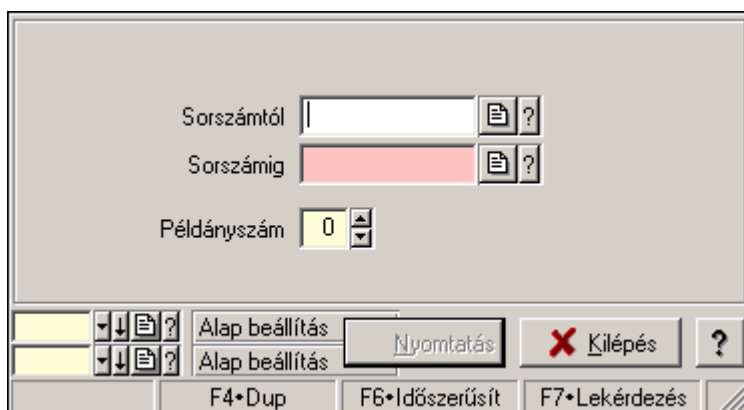 Sorszámtól ?
Sorszámig ?
Példányszám 0
? Alap beállítás
? Alap beállítás
Nyomtatás Kilépés ?
F4•Dup F6•Időszerűsít F7•Lekérdezés